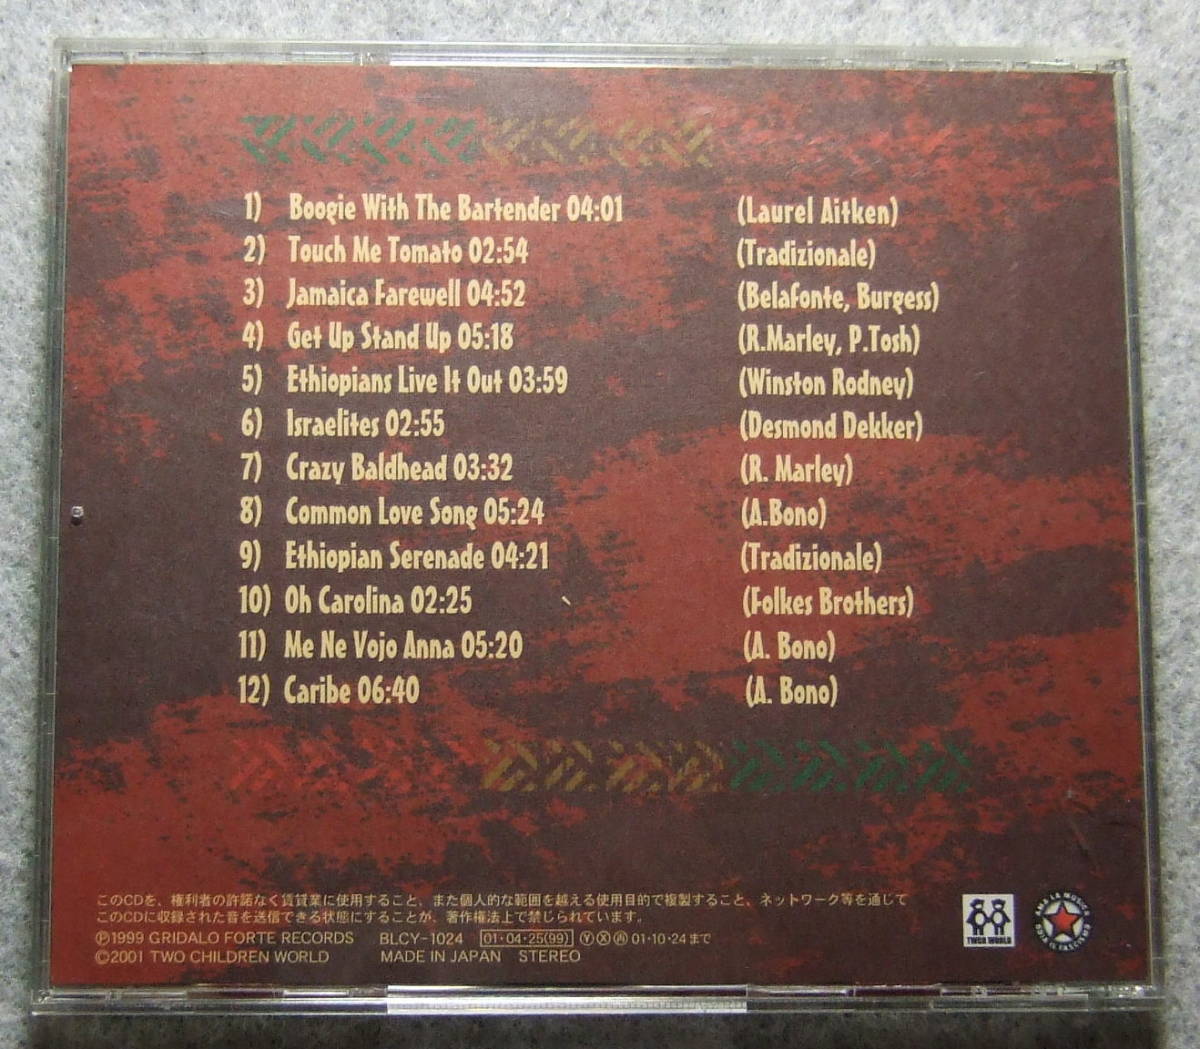 1) Boogie With The Bartender 04:01 (Laurel Aitken)
2) Touch Me Tomato 02:54 (Tradizionale)
3) Jamaica Farewell 04:52 (Belafonte, Burgess)
4) Get Up Stand Up 05:18 (R.Marley, P.Tosh)
5) Ethiopians Live It Out 03:59 (Winston Rodney)
6) Israelites 02:55 (Desmond Dekker)
7) Crazy Baldhead 03:32 (R. Marley)
8) Common Love Song 05:24 (A.Bono)
9) Ethiopian Serenade 04:21 (Tradizionale)
10) Oh Carolina 02:25 (Folkes Brothers)
11) Me Ne Vojo Anna 05:20 (A. Bono)
12) Caribe 06:40 (A. Bono)
このCDを、権利者の許諾なく賃貸業に使用すること、また個人的な範囲を越える使用目的で複製すること、ネットワーク等を通じて
このCDに収録された音を送信できる状態にすることが、著作権法上で禁じられています。
℗1999 GRIDALO FORTE RECORDS BLCY-1024 01・04・25(99) Ⓨ Ⓧ 01・10・24まで
©2001 TWO CHILDREN WORLD MADE IN JAPAN STEREO
TWCD WORLD
AMA LA MUSICA
ODIA IL FASCISMO